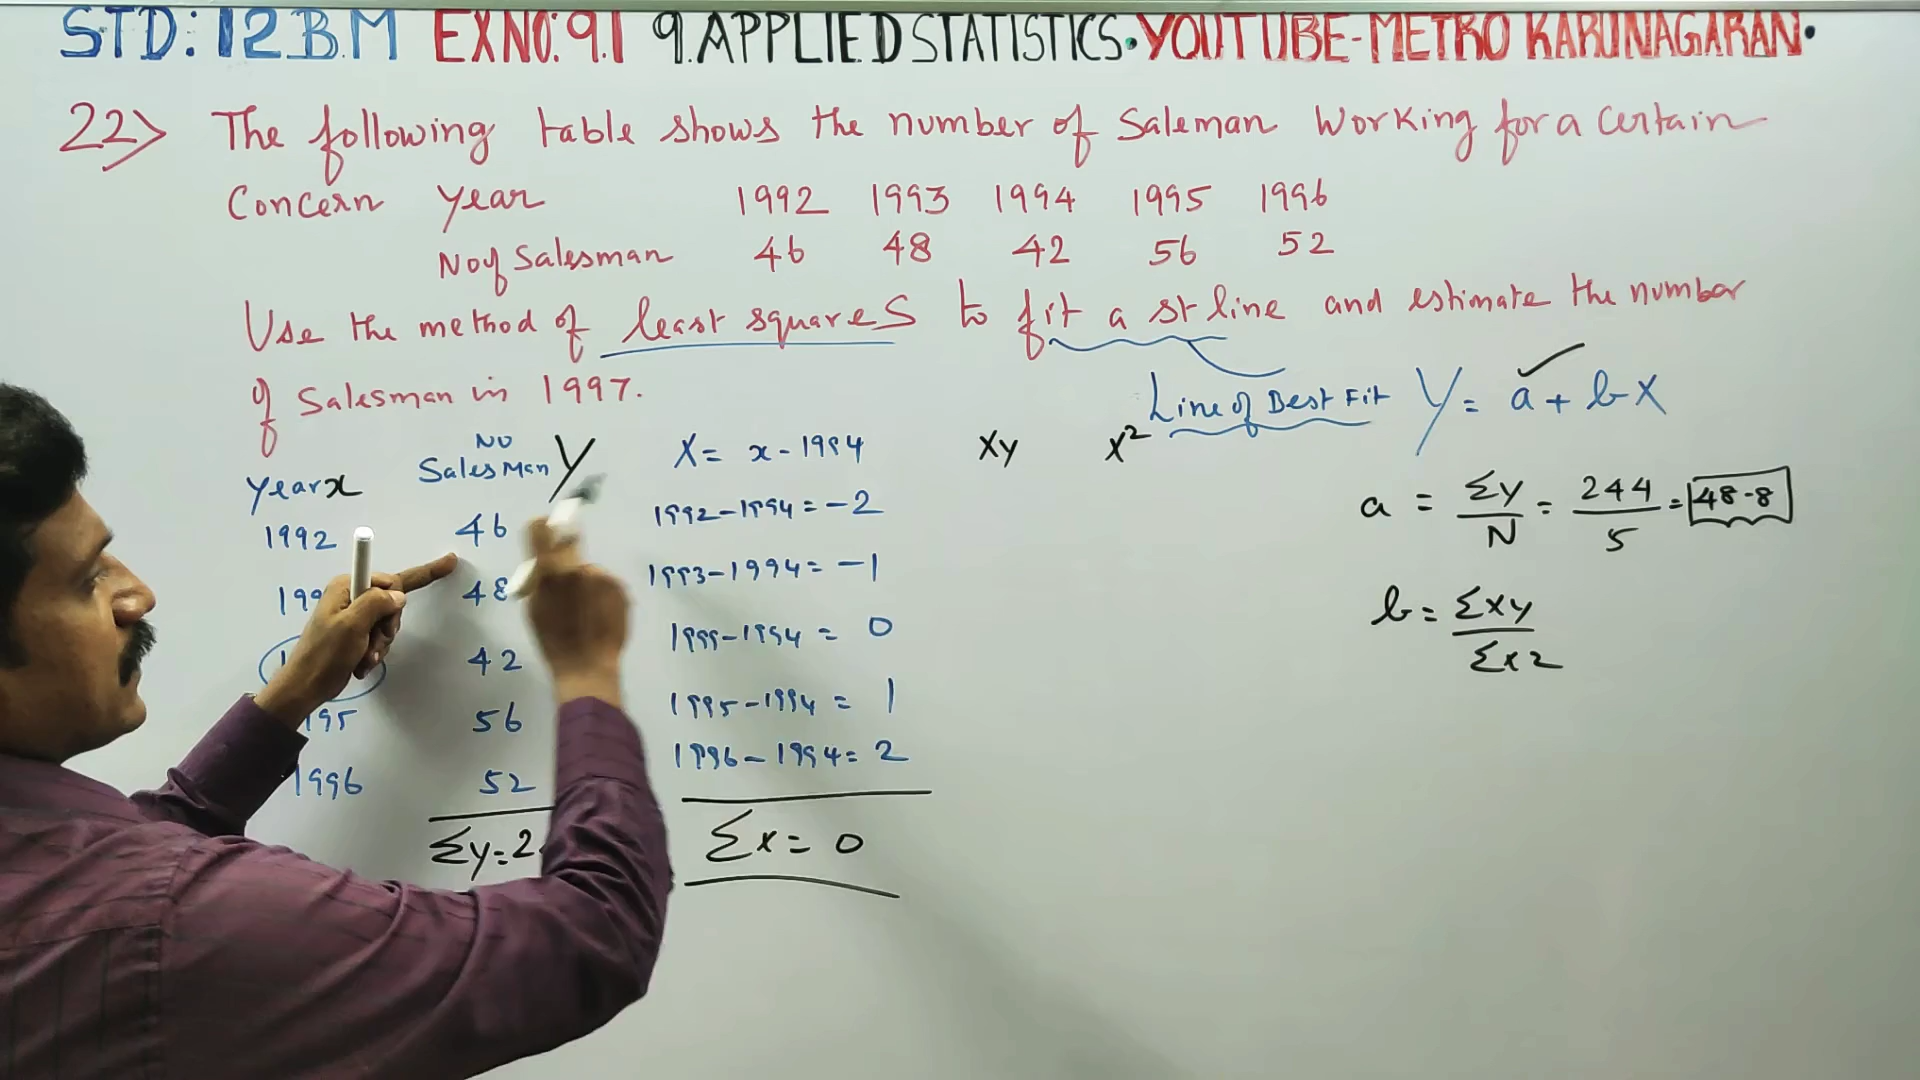 STD: 12 B.M EX NO: 9.1 9. APPLIED STATISTICS. YOUTUBE-METRO KARUNAGARAN.
22> The following table shows the number of Saleman Working for a Certain
Concern year 1992 1993 1994 1995 1996
No of Salesman 46 48 42 56 52
Use the method of least squares to fit a st line and estimate the number
of Salesman in 1997.
Line of Best Fit Y = a + bX
Year x No Salesman Y X = x - 1994 Xy X²
1992 46 1992 - 1994 = -2
199 48 1993 - 1994 = -1
42 = 0
195 56 1995 - 1994 = 1
1996 52 1996 - 1994 = 2
Σy = 2 Σx = 0
a = Σy/N = 244/5 = 48-8
b = Σxy/Σx2